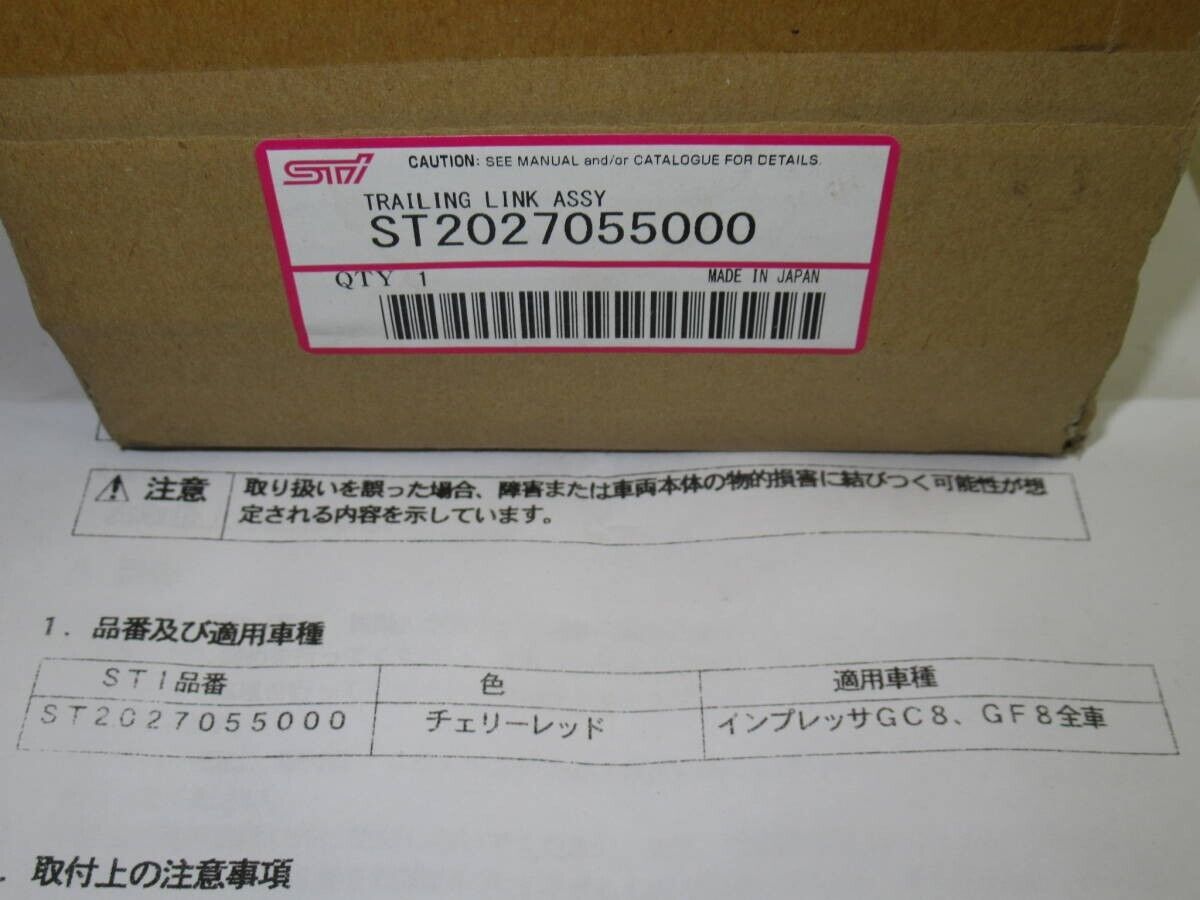 STI CAUTION: SEE MANUAL and/or CATALOGUE FOR DETAILS.
TRAILING LINK ASSY
ST2027055000
QTY 1 MADE IN JAPAN
注意 取り扱いを誤った場合、障害または車両本体の物的損害に結びつく可能性が想
定される内容を示しています。
1. 品番及び適用車種
STI品番 色 適用車種
ST2027055000 チェリーレッド インプレッサGC8、GF8全車
取付上の注意事項